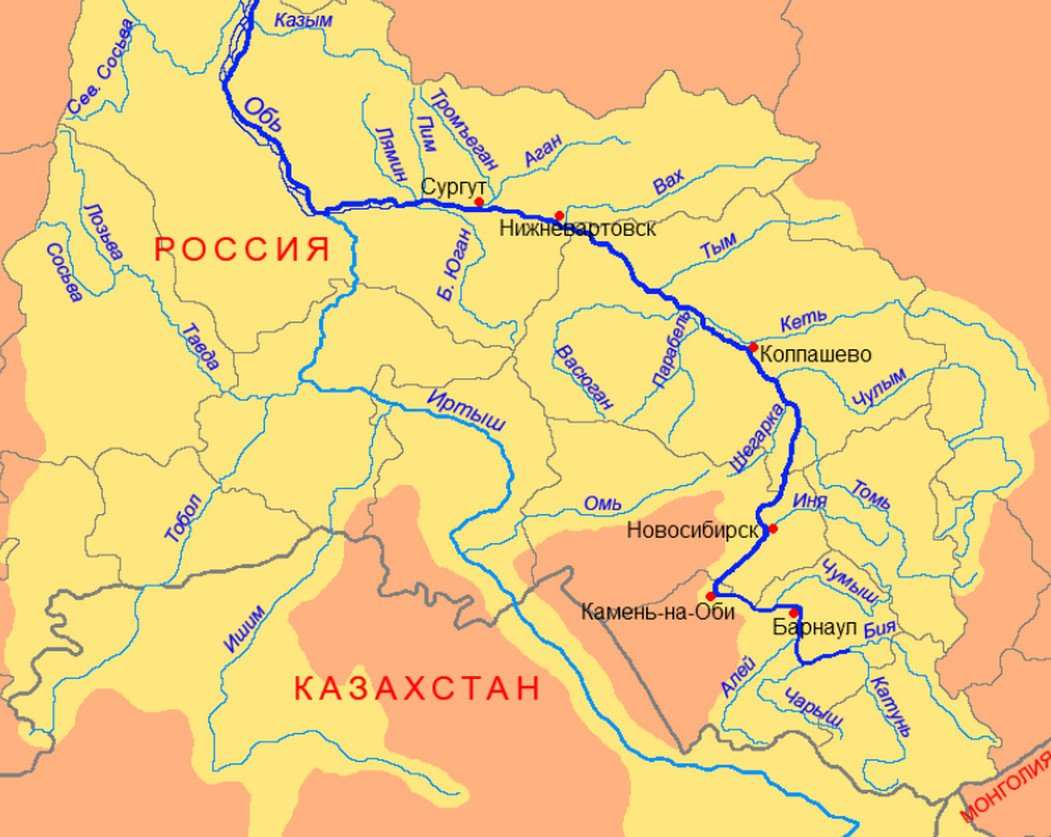 Казым
Сев. Сосьва
Обь
Лямин
Пим
Тромъеган
Аган
Вах
Сургут
Нижневартовск
Лозьва
Сосьва
РОССИЯ
Б. Юган
Тым
Тавда
Васюган
Парабель
Кеть
Колпашево
Чулым
Иртыш
Шегарка
Тобол
Омь
Иня
Томь
Новосибирск
Чумыш
Камень-на-Оби
Барнаул
Бия
Ишим
КАЗАХСТАН
Алей
Чарыш
Катунь
МОНГОЛИЯ